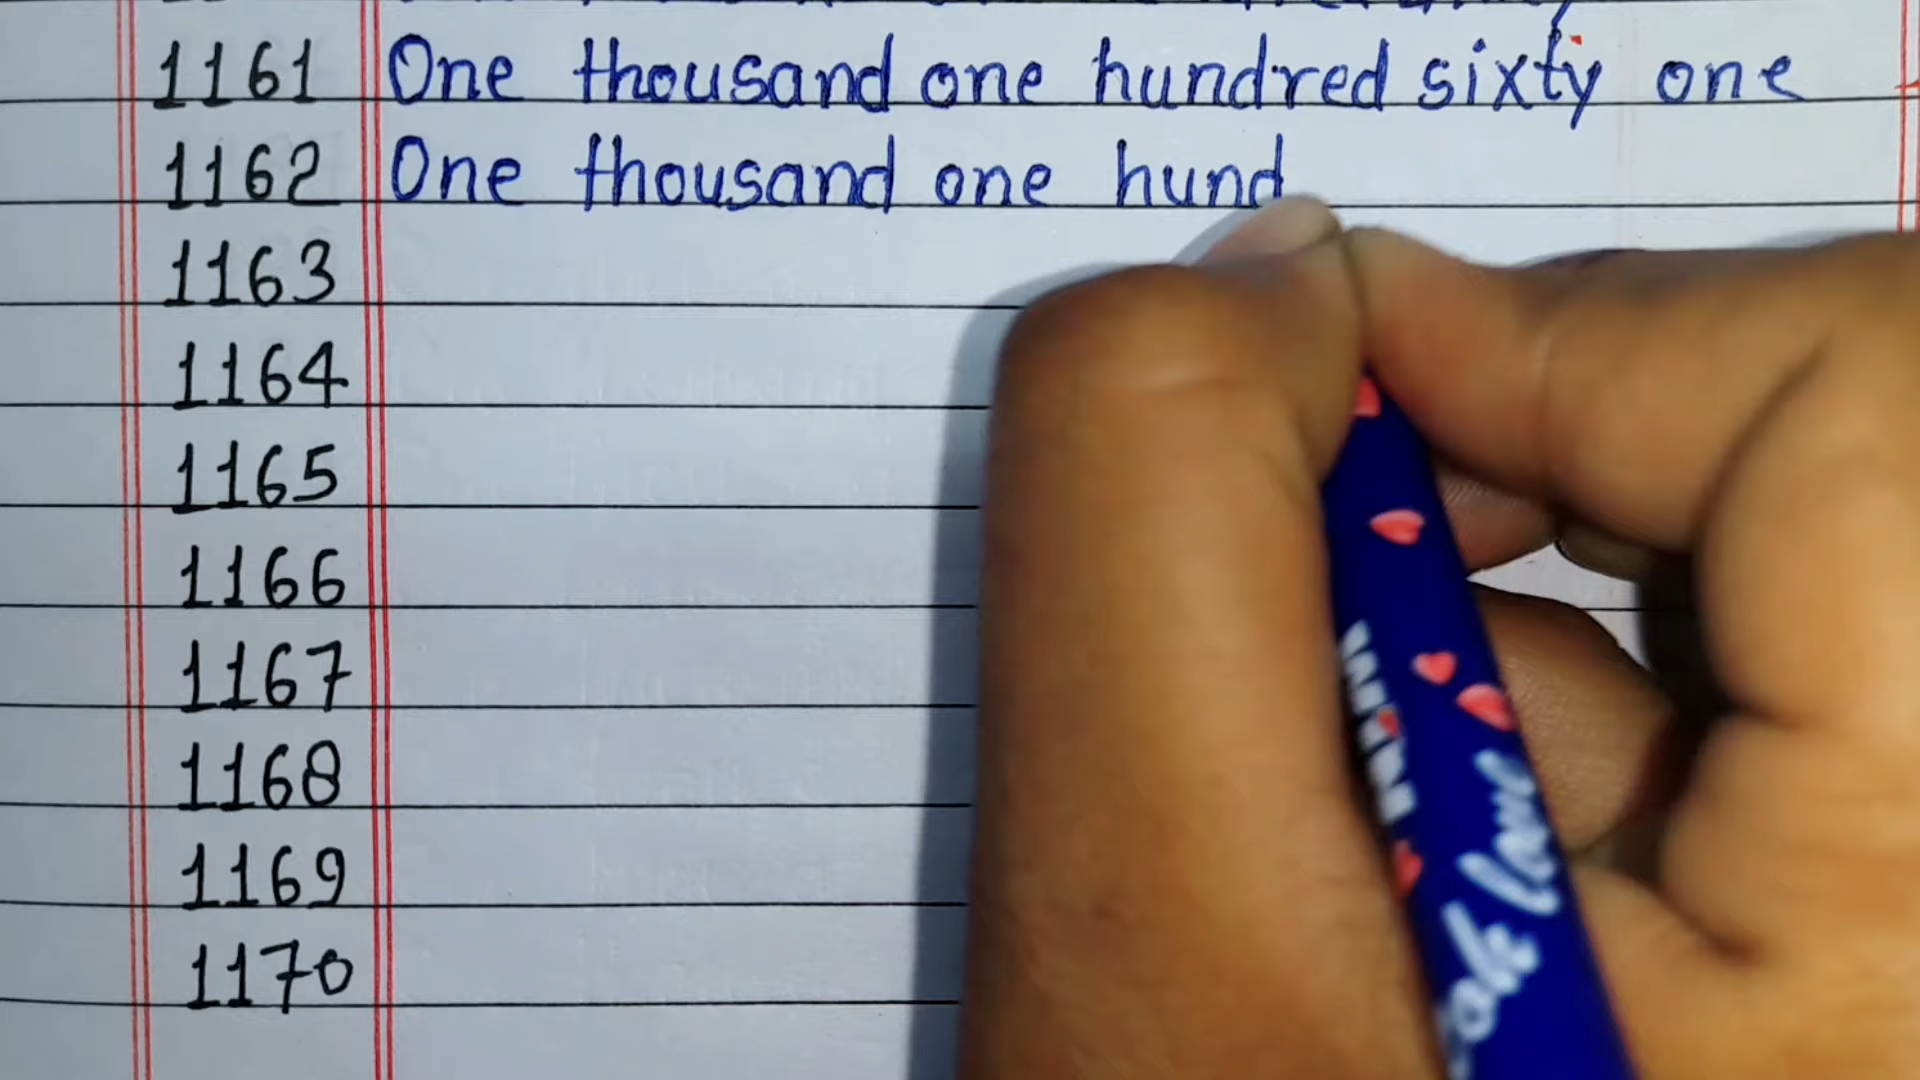 1161 One thousand one hundred sixty one
1162 One thousand one hund
1163
1164
1165
1166
1167
1168
1169
1170
love